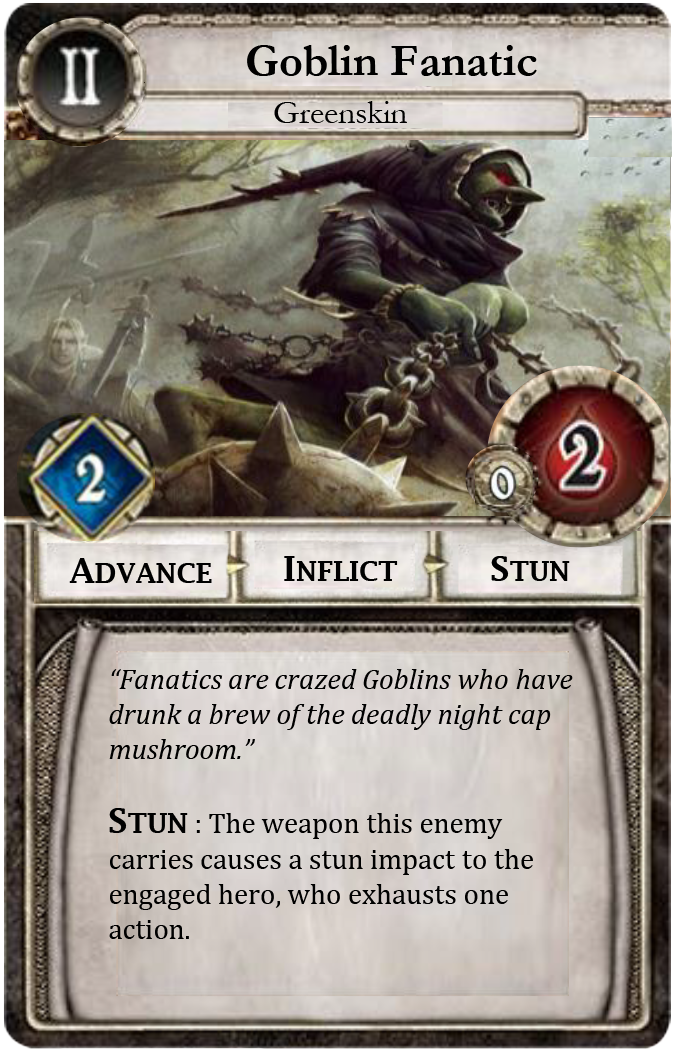 II
Goblin Fanatic
Greenskin
2
0
2
ADVANCE INFLICT STUN
“Fanatics are crazed Goblins who have
drunk a brew of the deadly night cap
mushroom.”
STUN : The weapon this enemy
carries causes a stun impact to the
engaged hero, who exhausts one
action.